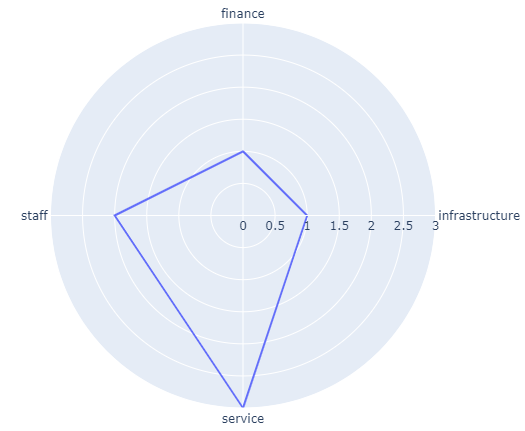 finance
staff
infrastructure
0 0.5 1 1.5 2 2.5 3
service